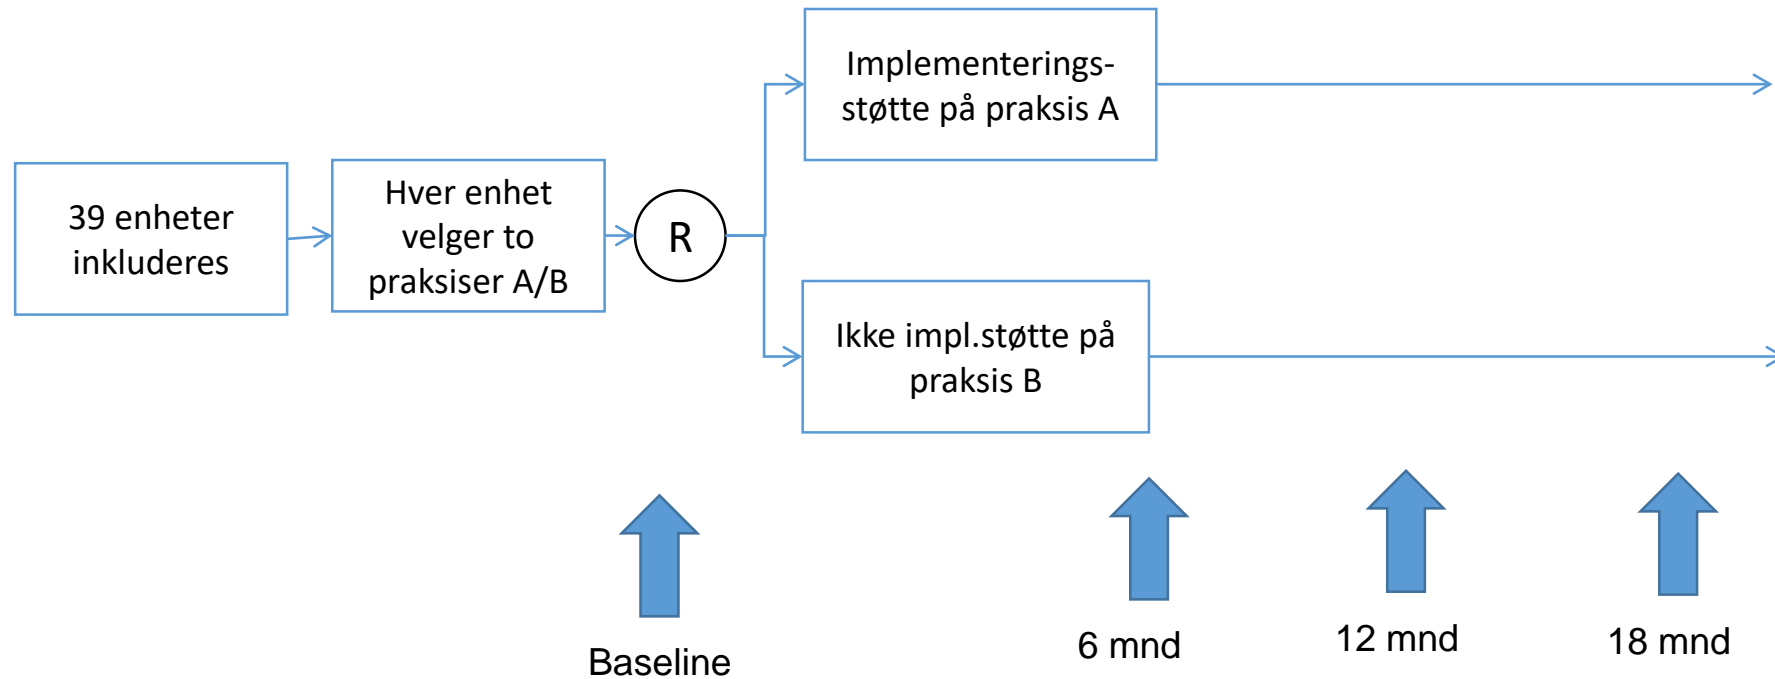 39 enheter
inkluderes
Hver enhet
velger to
praksiser A/B
R
Implementerings-
støtte på praksis A
Ikke impl.støtte på
praksis B
Baseline
6 mnd
12 mnd
18 mnd